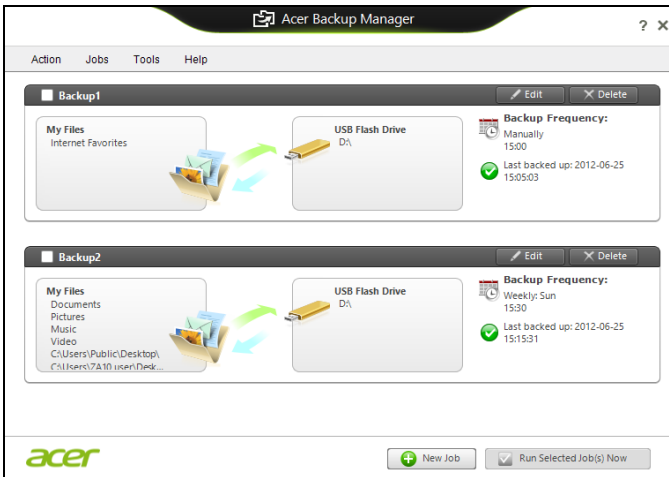 Acer Backup Manager
? X
Action Jobs Tools Help
Backup1
Edit Delete
My Files
Internet Favorites
USB Flash Drive
D:\
Backup Frequency:
Manually
15:00
Last backed up: 2012-06-25
15:05:03
Backup2
Edit Delete
My Files
Documents
Pictures
Music
Video
C:\Users\Public\Desktop\
C:\Users\ZA10 user\Desk...
USB Flash Drive
D:\
Backup Frequency:
Weekly: Sun
15:30
Last backed up: 2012-06-25
15:15:31
acer
New Job
Run Selected Job(s) Now